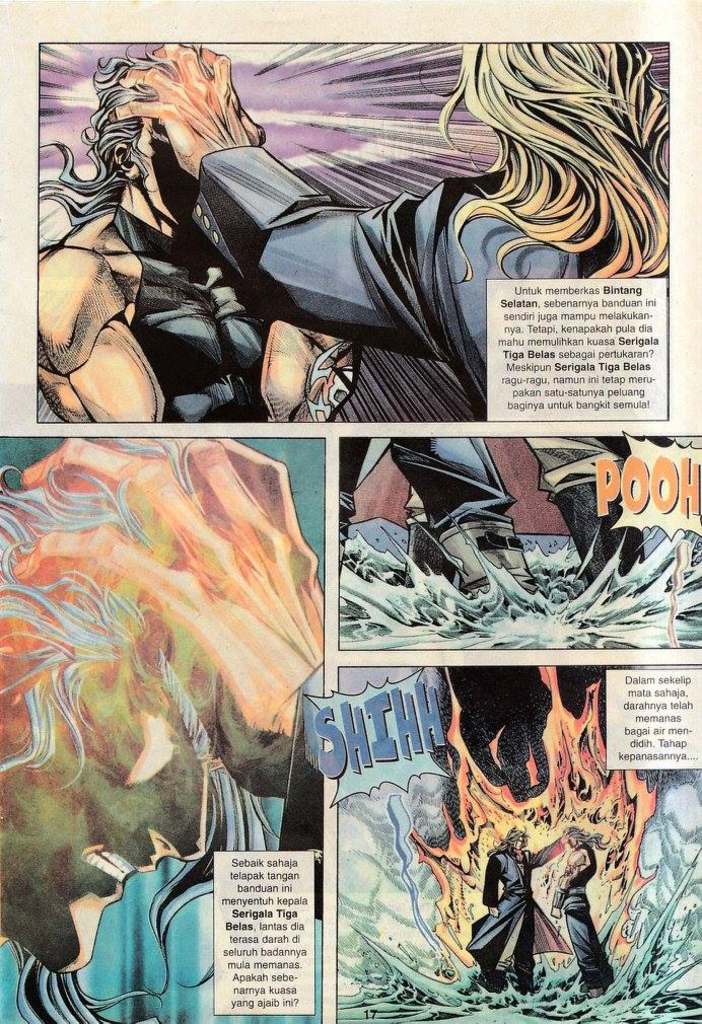 Untuk memberkas Bintang
Selatan, sebenarnya banduan ini
sendiri juga mampu melakukan-
nya. Tetapi, kenapakah pula dia
mahu memulihkan kuasa Serigala
Tiga Belas sebagai pertukaran?
Meskipun Serigala Tiga Belas
ragu-ragu, namun ini tetap meru-
pakan satu-satunya peluang
baginya untuk bangkit semula!
Sebaik sahaja
telapak tangan
banduan ini
menyentuh kepala
Serigala Tiga
Belas, lantas dia
terasa darah di
seluruh badannya
mula memanas.
Apakah sebe-
narnya kuasa
yang ajaib ini?
POOH
SHIHH
Dalam sekelip
mata sahaja,
darahnya telah
memanas
bagai air men-
didih. Tahap
kepanasannya....
17